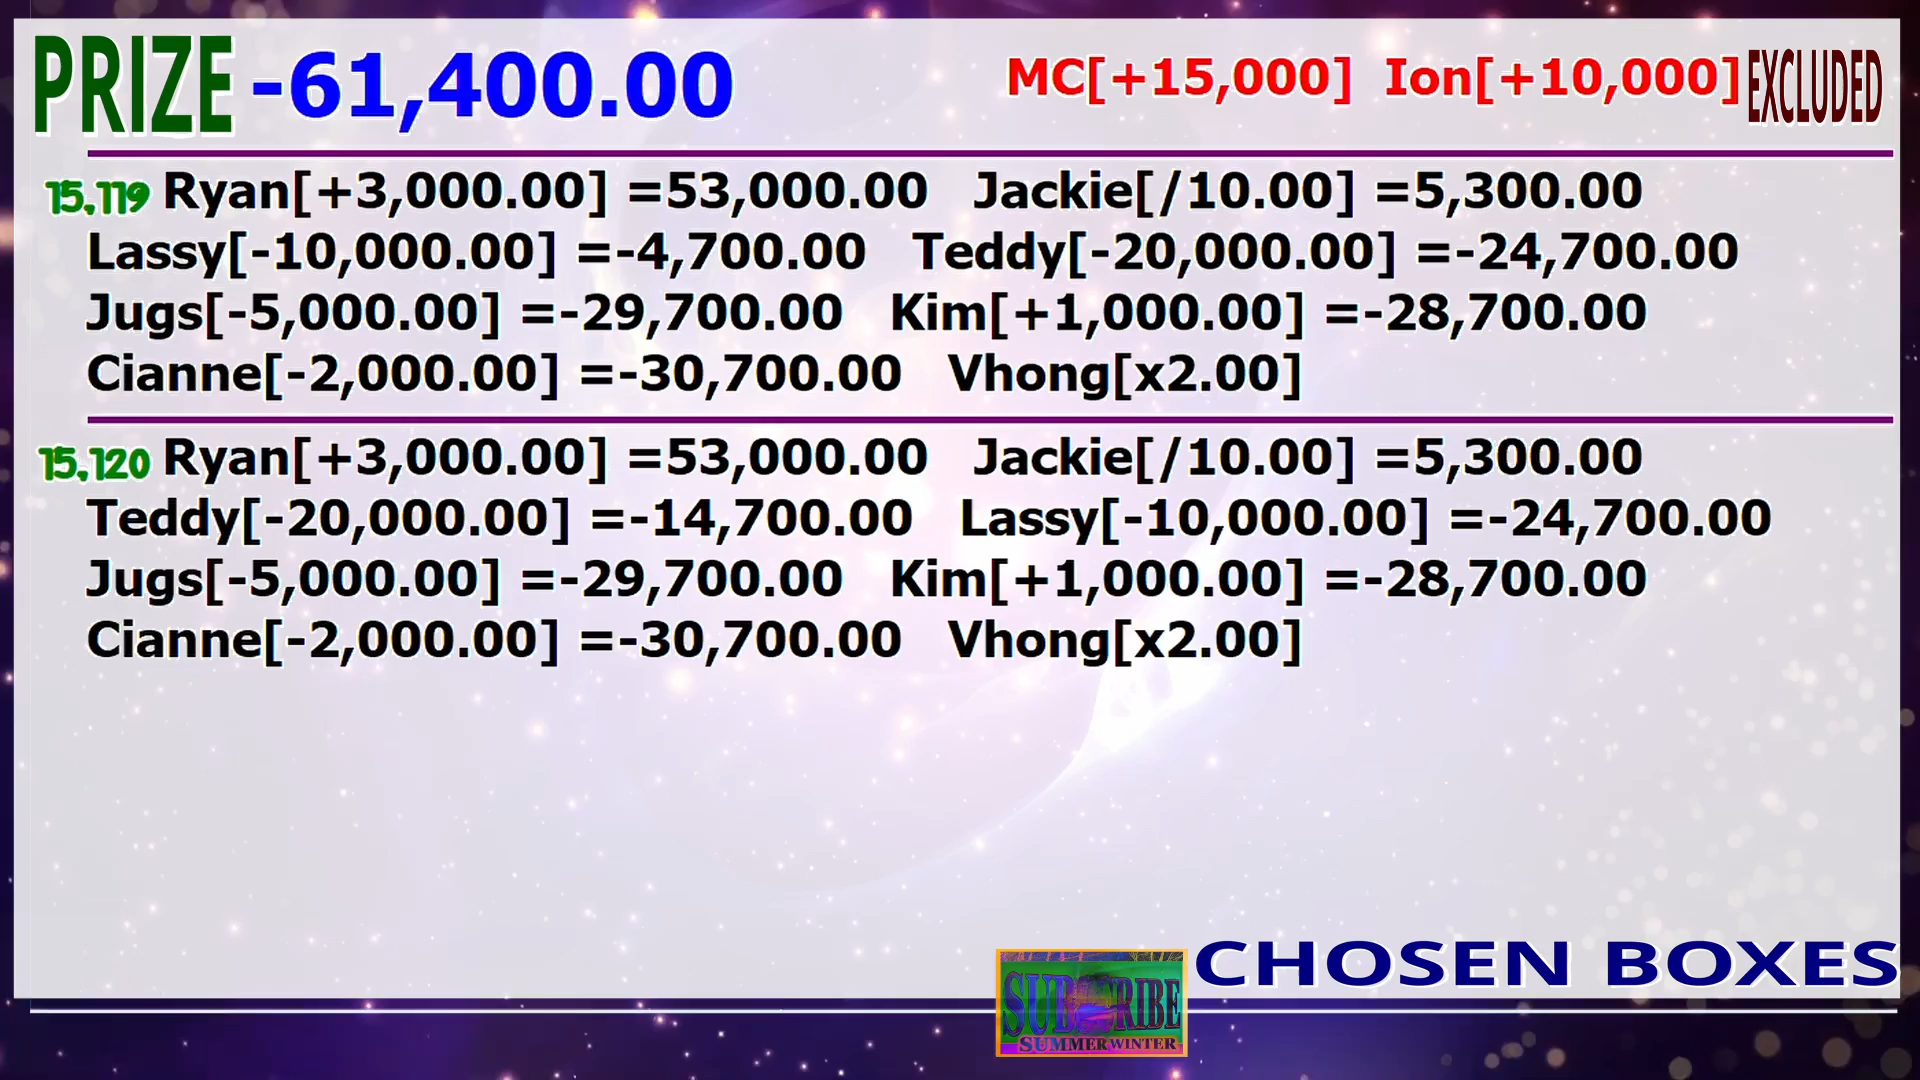 PRIZE -61,400.00 MC[+15,000] Ion[+10,000] EXCLUDED
15,119 Ryan[+3,000.00] =53,000.00 Jackie[/10.00] =5,300.00
Lassy[-10,000.00] =-4,700.00 Teddy[-20,000.00] =-24,700.00
Jugs[-5,000.00] =-29,700.00 Kim[+1,000.00] =-28,700.00
Cianne[-2,000.00] =-30,700.00 Vhong[x2.00]
15,120 Ryan[+3,000.00] =53,000.00 Jackie[/10.00] =5,300.00
Teddy[-20,000.00] =-14,700.00 Lassy[-10,000.00] =-24,700.00
Jugs[-5,000.00] =-29,700.00 Kim[+1,000.00] =-28,700.00
Cianne[-2,000.00] =-30,700.00 Vhong[x2.00]
CHOSEN BOXES
SUBSCRIBE
SUMMERWINTER